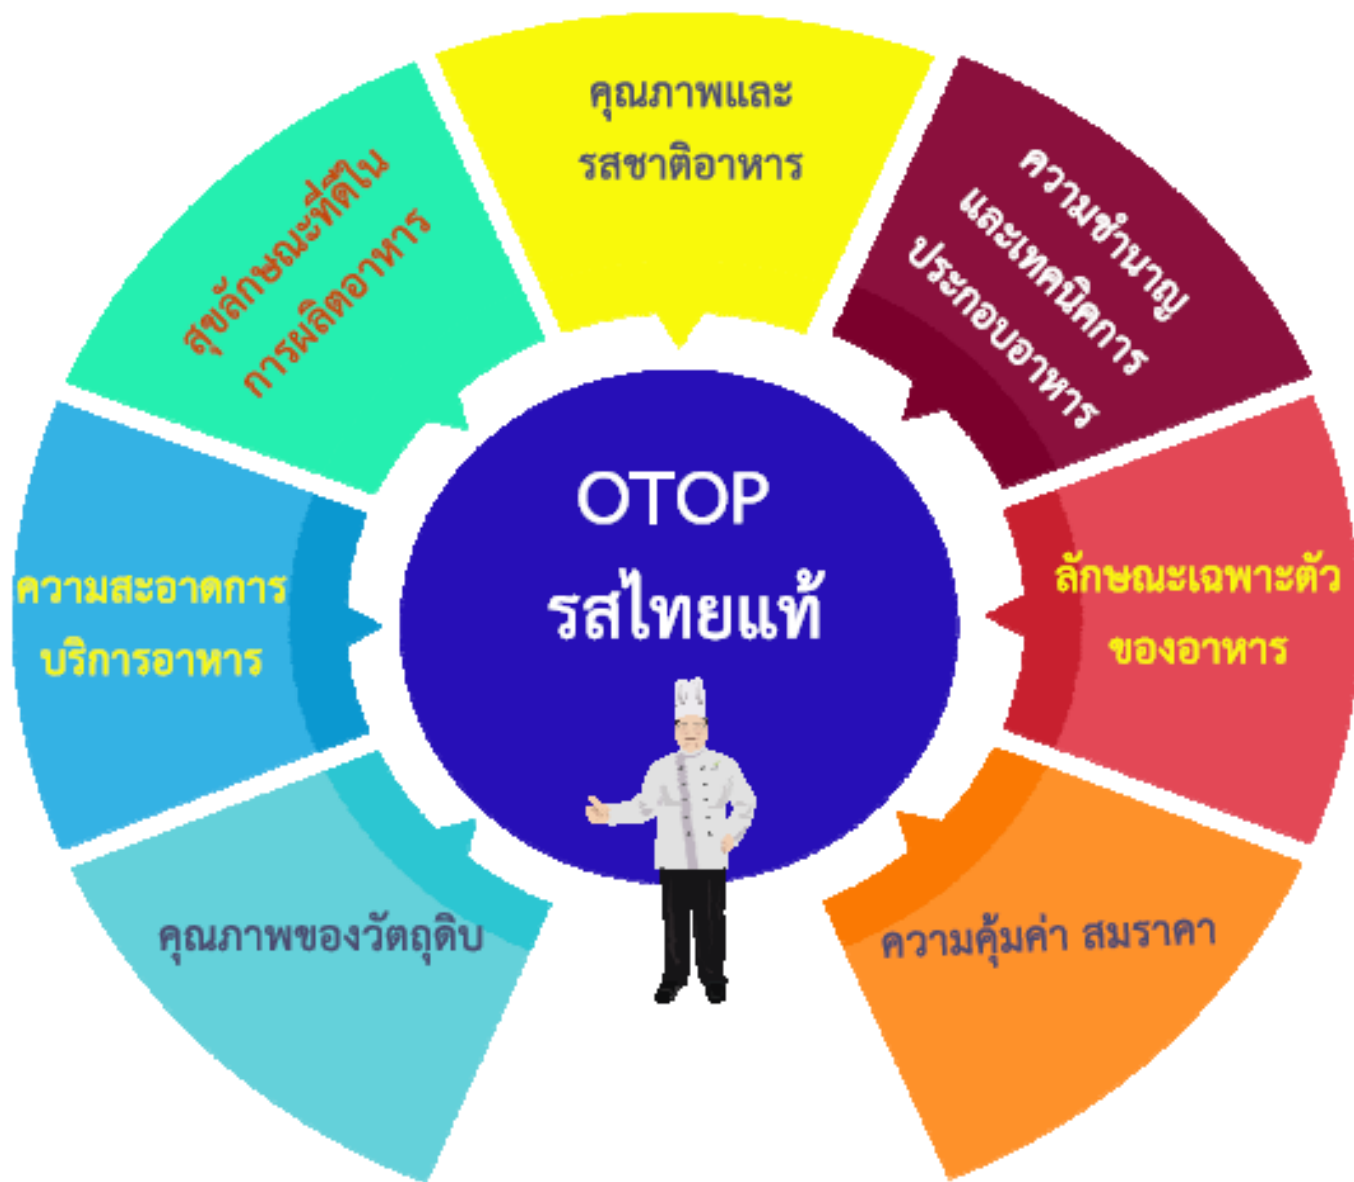 คุณภาพและ
รสชาติอาหาร
ความชำนาญ
และเทคนิคการ
ประกอบอาหาร
สุขลักษณะที่ดีใน
การผลิตอาหาร
OTOP
รสไทยแท้
ความสะอาดการ
บริการอาหาร
ลักษณะเฉพาะตัว
ของอาหาร
คุณภาพของวัตถุดิบ
ความคุ้มค่า สมราคา